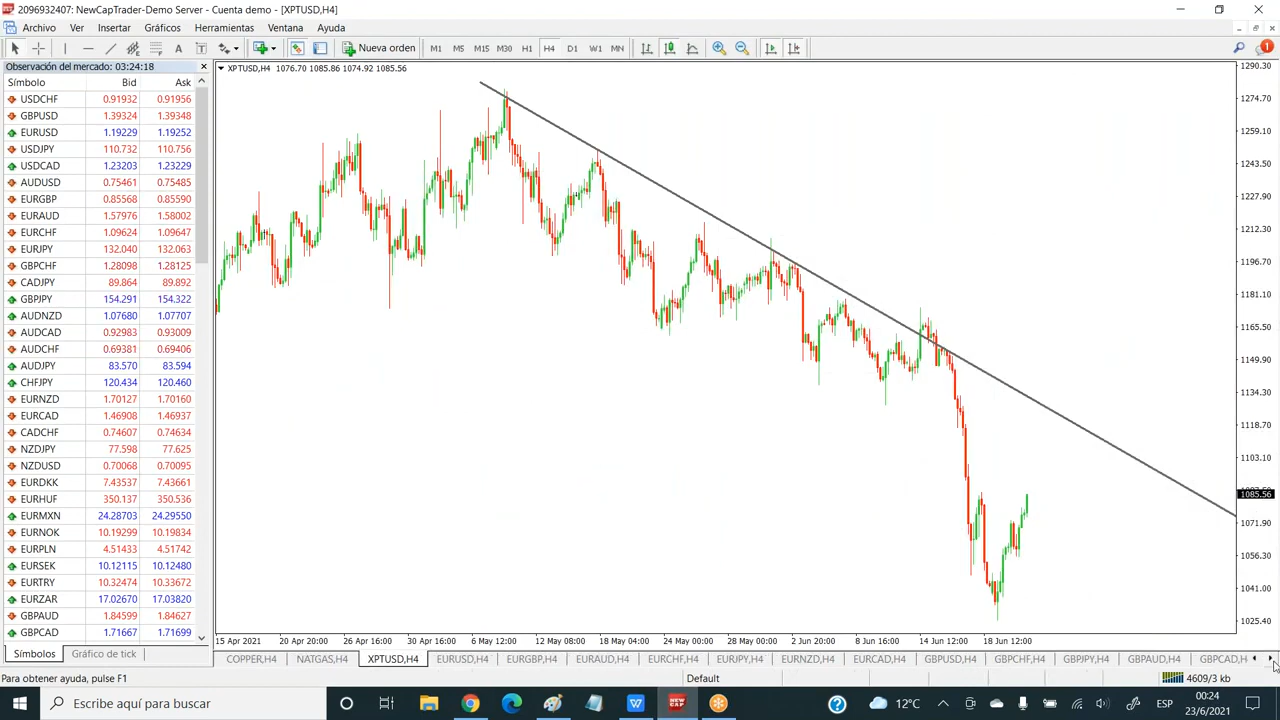 2096932407: NewCapTrader-Demo Server - Cuenta demo - [XPTUSD,H4]
Archivo Ver Insertar Gráficos Herramientas Ventana Ayuda
A T Nueva orden M1 M5 M15 M30 H1 H4 D1 W1 MN 1
Observación del mercado: 03:24:18
Símbolo Bid Ask
USDCHF 0.91932 0.91956
GBPUSD 1.39324 1.39348
EURUSD 1.19229 1.19252
USDJPY 110.732 110.756
USDCAD 1.23203 1.23229
AUDUSD 0.75461 0.75485
EURGBP 0.85568 0.85590
EURAUD 1.57976 1.58002
EURCHF 1.09624 1.09647
EURJPY 132.040 132.063
GBPCHF 1.28098 1.28125
CADJPY 89.864 89.892
GBPJPY 154.291 154.322
AUDNZD 1.07680 1.07707
AUDCAD 0.92983 0.93009
AUDCHF 0.69381 0.69406
AUDJPY 83.570 83.594
CHFJPY 120.434 120.460
EURNZD 1.70127 1.70160
EURCAD 1.46908 1.46937
CADCHF 0.74607 0.74634
NZDJPY 77.598 77.625
NZDUSD 0.70068 0.70095
EURDKK 7.43537 7.43661
EURHUF 350.137 350.536
EURMXN 24.28703 24.29550
EURNOK 10.19299 10.19834
EURPLN 4.51433 4.51742
EURSEK 10.12115 10.12480
EURTRY 10.32474 10.33672
EURZAR 17.02670 17.03820
GBPAUD 1.84599 1.84627
GBPCAD 1.71667 1.71699
Símbolos Gráfico de tick
XPTUSD,H4 1076.70 1085.86 1074.92 1085.56
1290.30
1274.70
1259.10
1243.50
1227.90
1212.30
1196.70
1181.10
1165.50
1149.90
1134.30
1118.70
1103.10
1085.56
1071.90
1056.30
1041.00
1025.40
15 Apr 2021 20 Apr 20:00 26 Apr 16:00 30 Apr 16:00 6 May 12:00 12 May 08:00 18 May 04:00 24 May 00:00 28 May 00:00 2 Jun 20:00 8 Jun 16:00 14 Jun 12:00 18 Jun 12:00
COPPER,H4 NATGAS,H4 XPTUSD,H4 EURUSD,H4 EURGBP,H4 EURAUD,H4 EURCHF,H4 EURJPY,H4 EURNZD,H4 EURCAD,H4 GBPUSD,H4 GBPCHF,H4 GBPJPY,H4 GBPAUD,H4 GBPCAD,H
Para obtener ayuda, pulse F1 Default 4609/3 kb
Escribe aquí para buscar NEW CAP 12°C ESP 00:24
23/6/2021